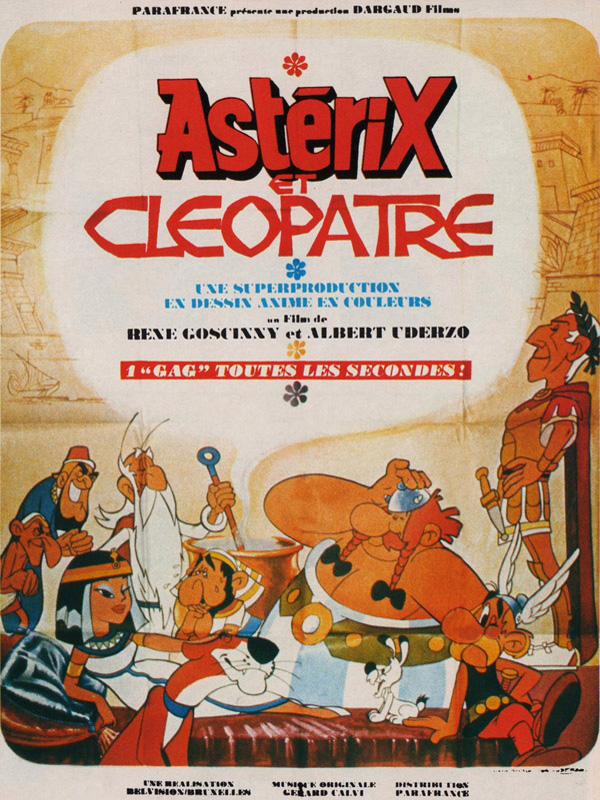 PARAFRANCE présente une production DARGAUD Films
AstériX
ET
CLEOPATRE
UNE SUPERPRODUCTION
EN DESSIN ANIME EN COULEURS
un Film de
RENE GOSCINNY et ALBERT UDERZO
1 "GAG" TOUTES LES SECONDES!
UNE REALISATION MUSIQUE ORIGINALE DISTRIBUTION
BELVISION/BRUXELLES GERARD CALVI PARAFRANCE